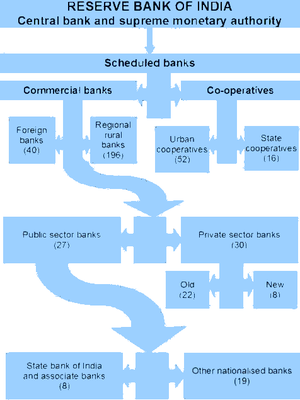 RESERVE BANK OF INDIA
Central bank and supreme monetary authority
Scheduled banks
Commercial banks
Co-operatives
Foreign
banks
(40)
Regional
rural
banks
(196)
Urban
cooperatives
(52)
State
cooperatives
(16)
Public sector banks
(27)
Private sector banks
(30)
Old
(22)
New
(8)
State bank of India
and associate banks
(8)
Other nationalised banks
(19)